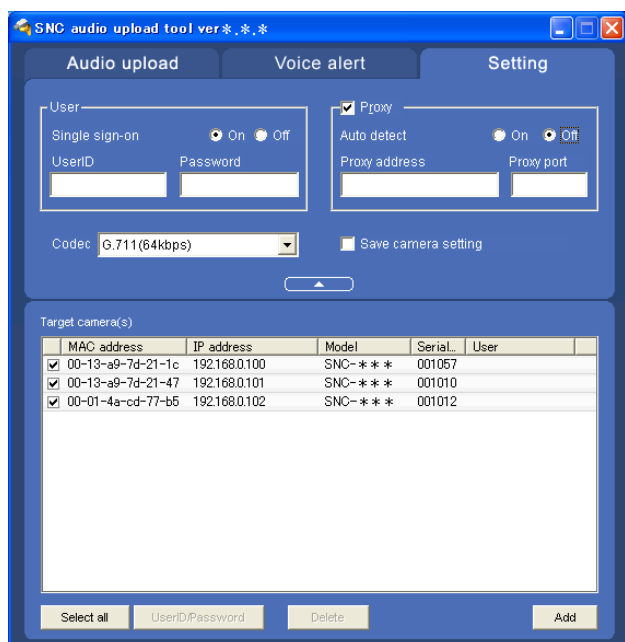 SNC audio upload tool ver*.*.*
Audio upload Voice alert Setting
User
Single sign-on On Off
UserID Password
Proxy
Auto detect On Off
Proxy address Proxy port
Codec G.711(64kbps)
Save camera setting
Target camera(s)
MAC address IP address Model Serial... User
00-13-a9-7d-21-1c 192.168.0.100 SNC-*** 001057
00-13-a9-7d-21-47 192.168.0.101 SNC-*** 001010
00-01-4a-cd-77-b5 192.168.0.102 SNC-*** 001012
Select all UserID/Password Delete Add